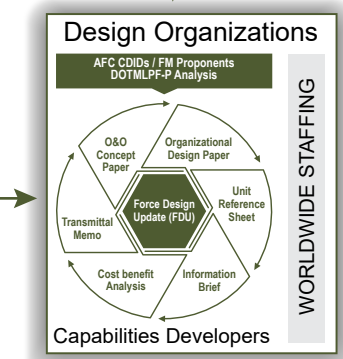 Design Organizations
AFC CDIDs / FM Proponents
DOTMLPF-P Analysis
O&O
Concept
Paper
Organizational
Design Paper
Unit
Reference
Sheet
Information
Brief
Cost benefit
Analysis
Transmittal
Memo
Force Design
Update (FDU)
WORLDWIDE STAFFING
Capabilities Developers